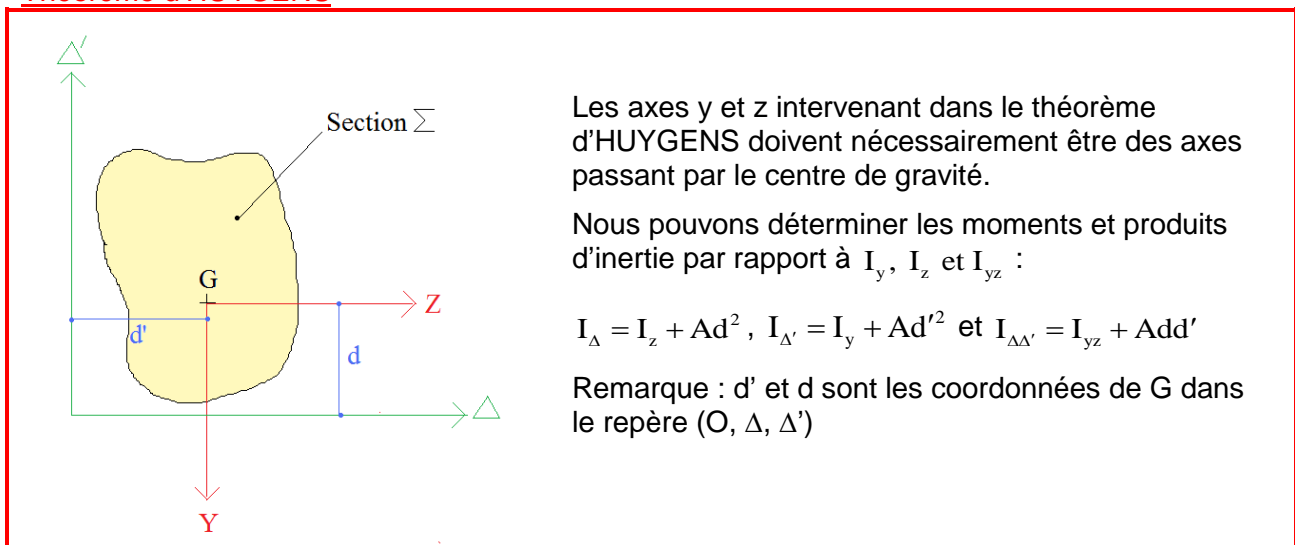 Théorème d'HUYGENS
Δ'
Section Σ
G
Z
d'
d
Δ
Y
Les axes y et z intervenant dans le théorème
d'HUYGENS doivent nécessairement être des axes
passant par le centre de gravité.
Nous pouvons déterminer les moments et produits
d'inertie par rapport à I_y, I_z et I_yz :
I_Δ = I_z + Ad², I_Δ′ = I_y + Ad′² et I_ΔΔ′ = I_yz + Add′
Remarque : d' et d sont les coordonnées de G dans
le repère (O, Δ, Δ')